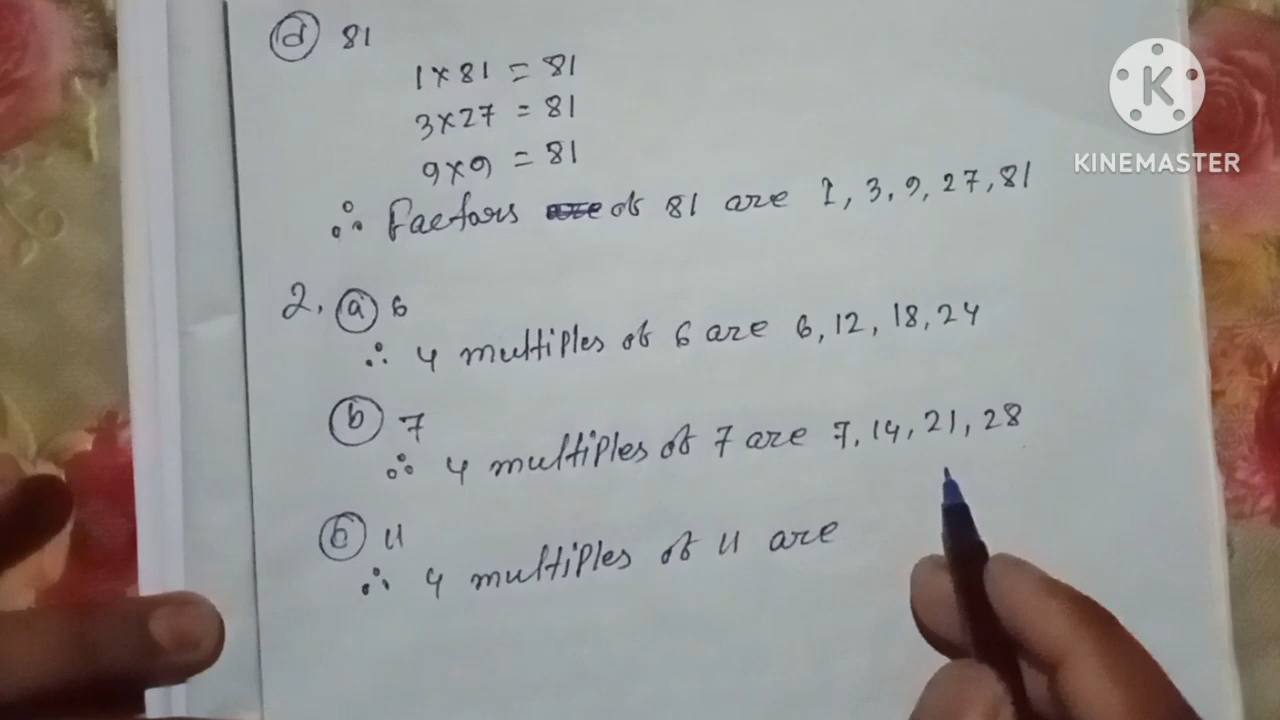 (d) 81
1 × 81 = 81
3 × 27 = 81
9 × 9 = 81
∴ Factors of 81 are 1, 3, 9, 27, 81
2. (a) 6
∴ 4 multiples of 6 are 6, 12, 18, 24
(b) 7
∴ 4 multiples of 7 are 7, 14, 21, 28
11
∴ 4 multiples of 11 are
K
KINEMASTER